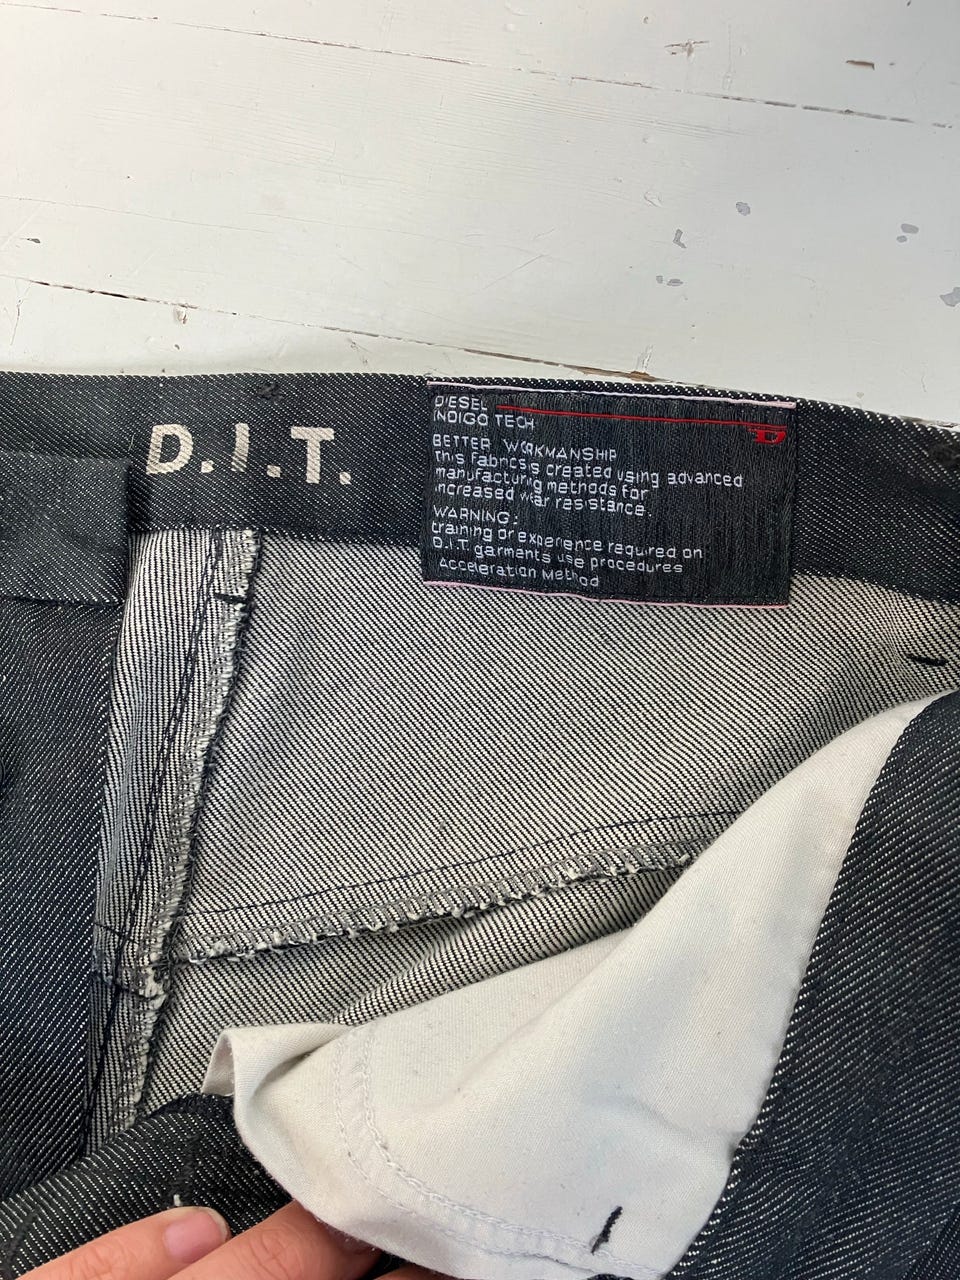 D.I.T.
DIESEL
INDIGO TECH
D
BETTER WORKMANSHIP
This fabric is created using advanced
manufacturing methods for
increased wear resistance.
WARNING:
training or experience required on
D.I.T. garments use procedures
Acceleration Method